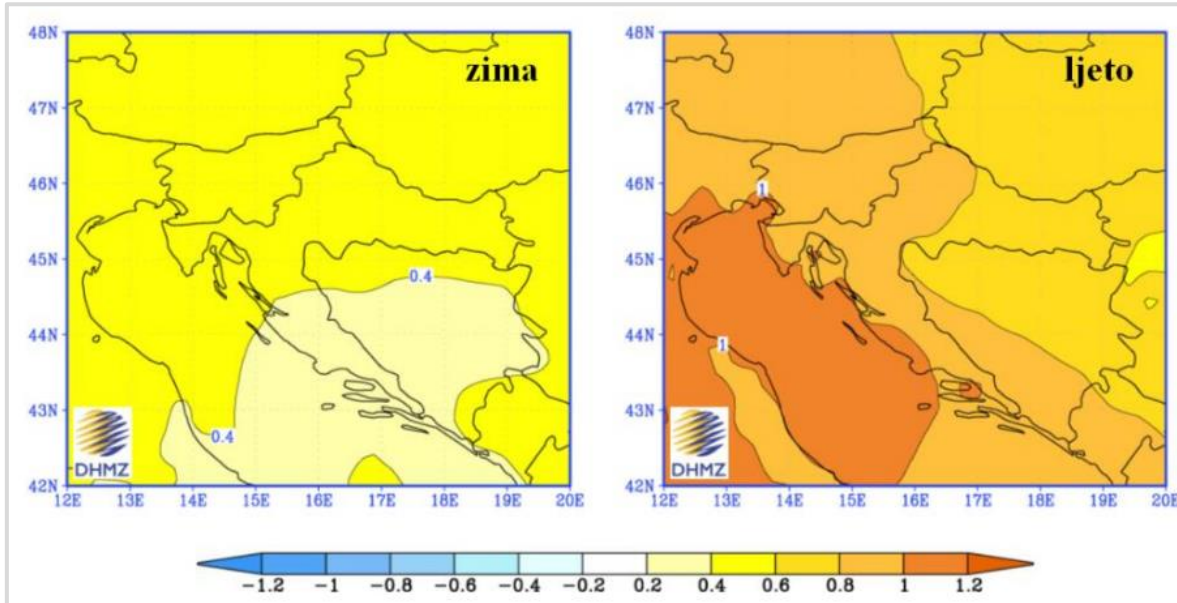 zima
ljeto
48N
47N
46N
45N
44N
43N
42N
0.4
0.4
DHMZ
12E 13E 14E 15E 16E 17E 18E 19E 20E
48N
47N
46N
45N
44N
43N
42N
1
1
DHMZ
12E 13E 14E 15E 16E 17E 18E 19E 20E
-1.2 -1 -0.8 -0.6 -0.4 -0.2 0.2 0.4 0.6 0.8 1 1.2